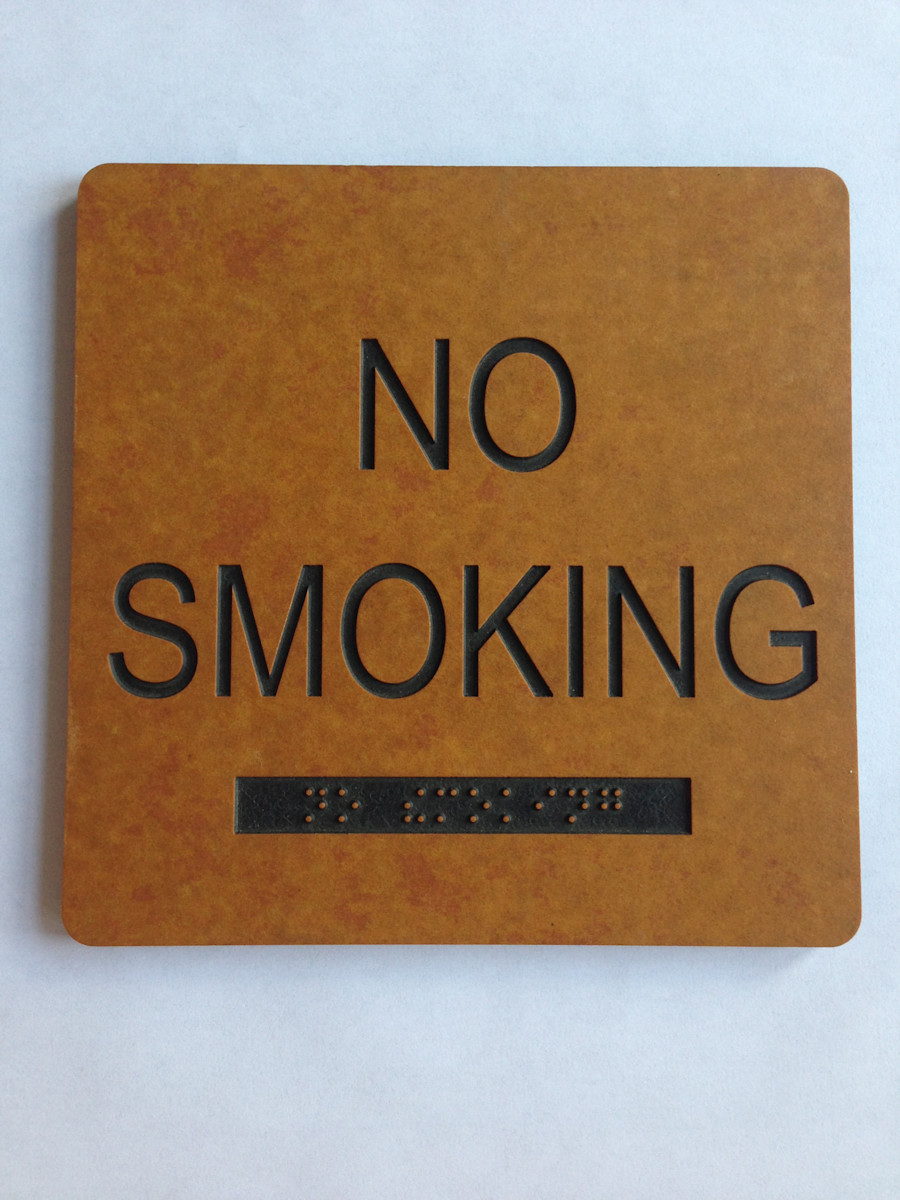 NO
SMOKING
⠝⠕ ⠎⠍⠕⠅⠊⠝⠛